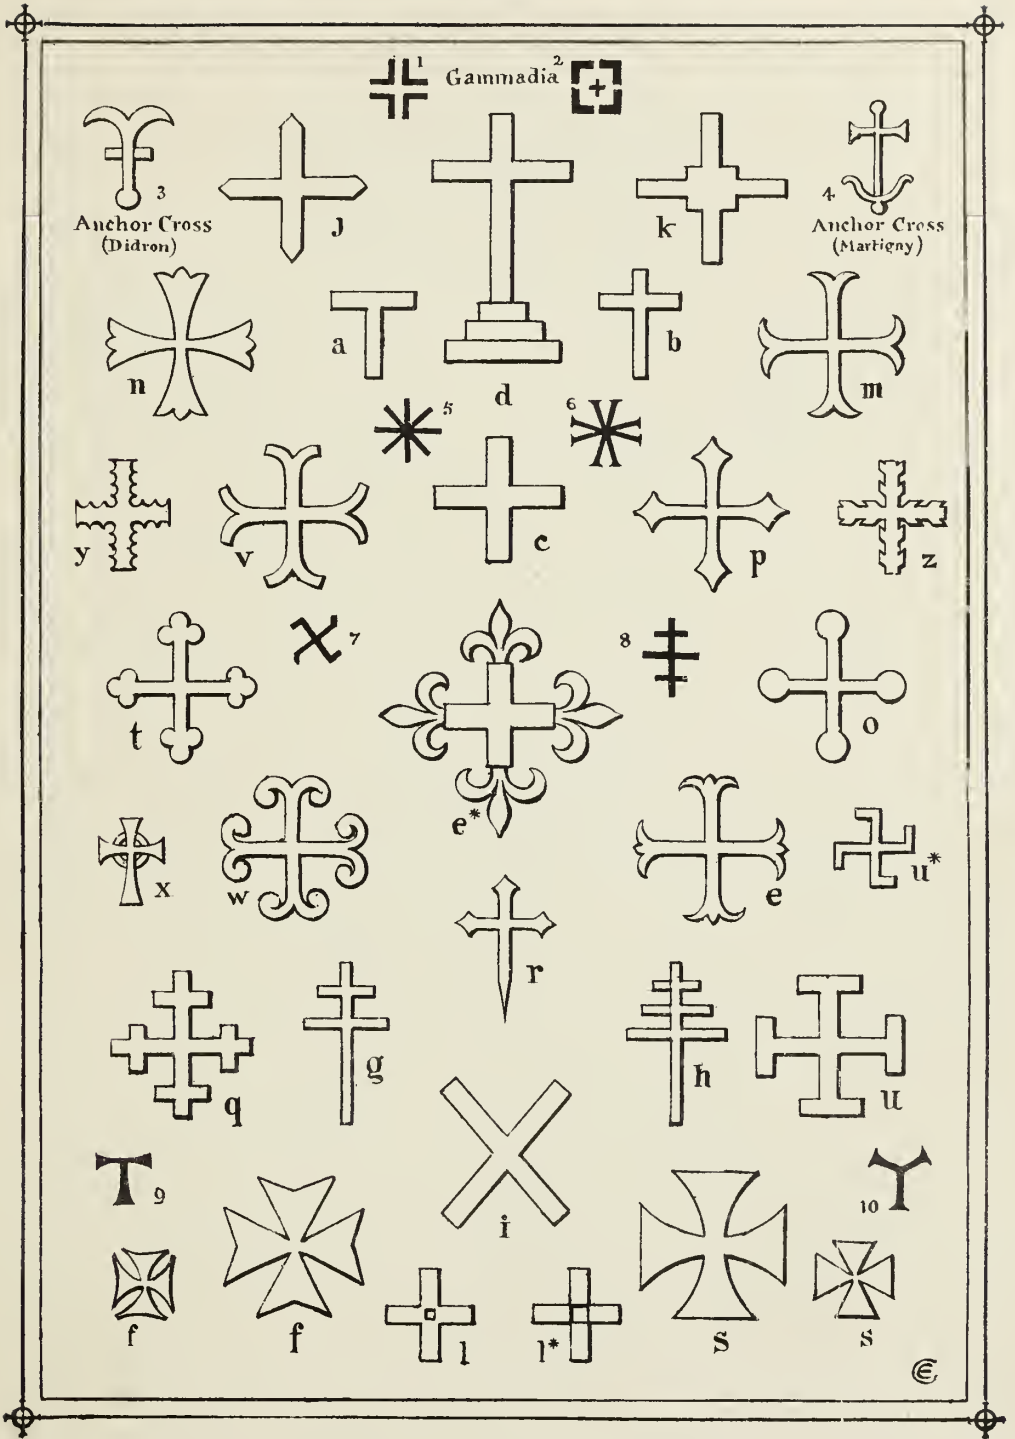 1 Gammadia 2
3
Anchor Cross
(Didron)
J
k
4
Anchor Cross
(Martigny)
n
a
d
b
m
5
6
y
v
c
p
z
t
7
e*
8
o
x
w
r
e
u*
q
g
i
h
u
9
10
f
f
l
l*
s
s